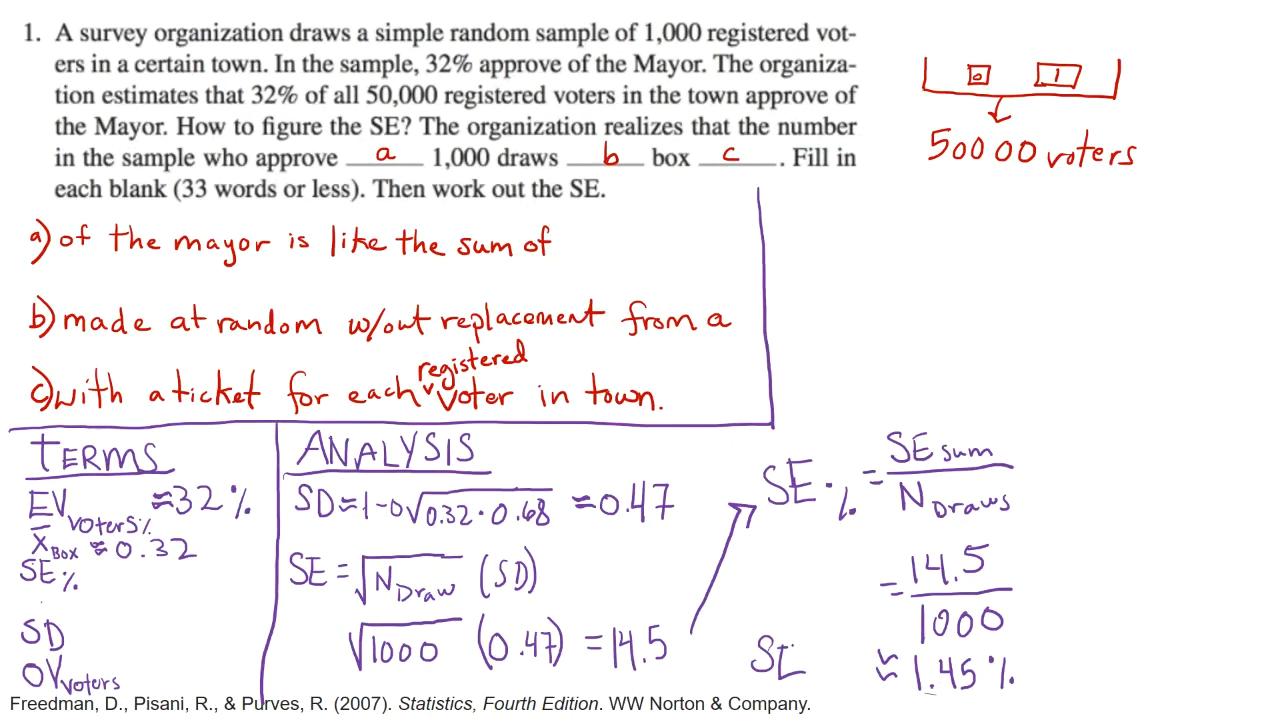 1. A survey organization draws a simple random sample of 1,000 registered vot-
ers in a certain town. In the sample, 32% approve of the Mayor. The organiza-
tion estimates that 32% of all 50,000 registered voters in the town approve of
the Mayor. How to figure the SE? The organization realizes that the number
in the sample who approve a 1,000 draws b box c . Fill in
each blank (33 words or less). Then work out the SE.
0 1
50000 voters
a) of the mayor is like the sum of
b) made at random w/out replacement from a
registered
c) with a ticket for each voter in town.
TERMS
EV voters% ≈32%
x̄ Box ≈ 0.32
SE%
SD
OV voters
ANALYSIS
SD≈1-0√0.32·0.68 ≈0.47
SE=√N Draw (SD)
√1000 (0.47) =14.5
SE% = SE sum / N Draws
= 14.5 / 1000
SE ≈ 1.45%
Freedman, D., Pisani, R., & Purves, R. (2007). Statistics, Fourth Edition. WW Norton & Company.